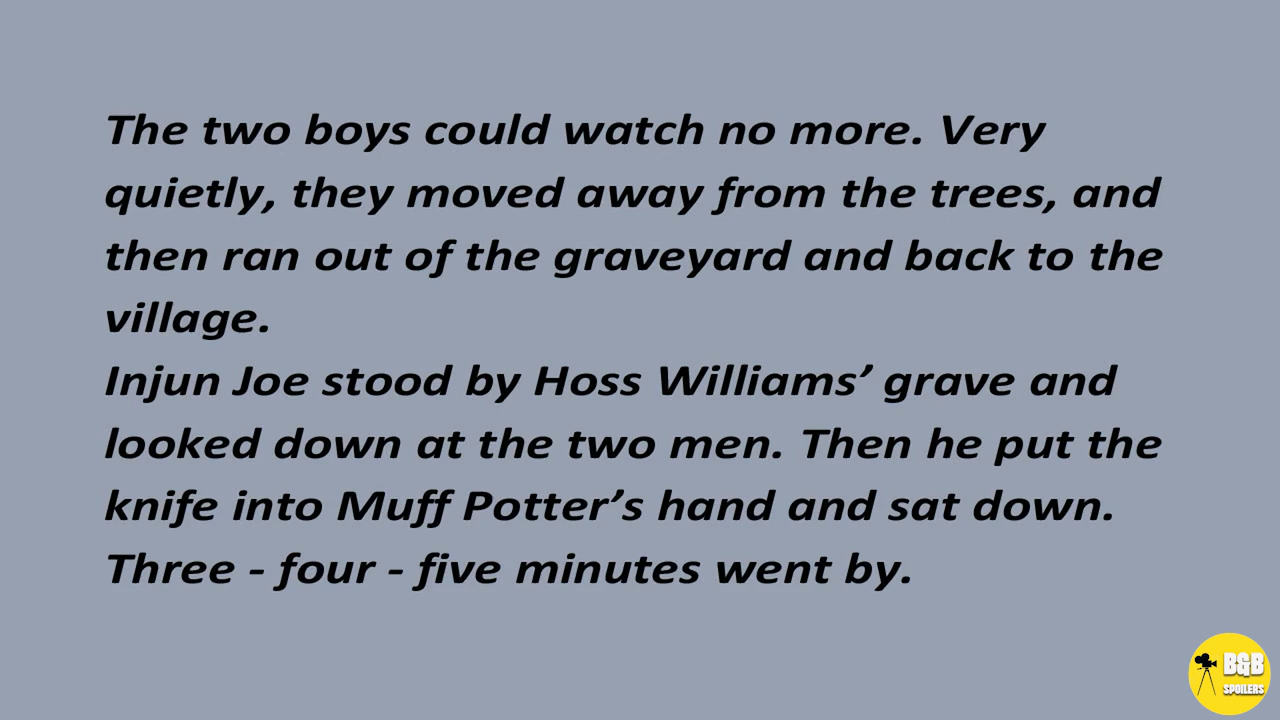 The two boys could watch no more. Very
quietly, they moved away from the trees, and
then ran out of the graveyard and back to the
village.
Injun Joe stood by Hoss Williams’ grave and
looked down at the two men. Then he put the
knife into Muff Potter’s hand and sat down.
Three - four - five minutes went by.
B&B
SPOILERS